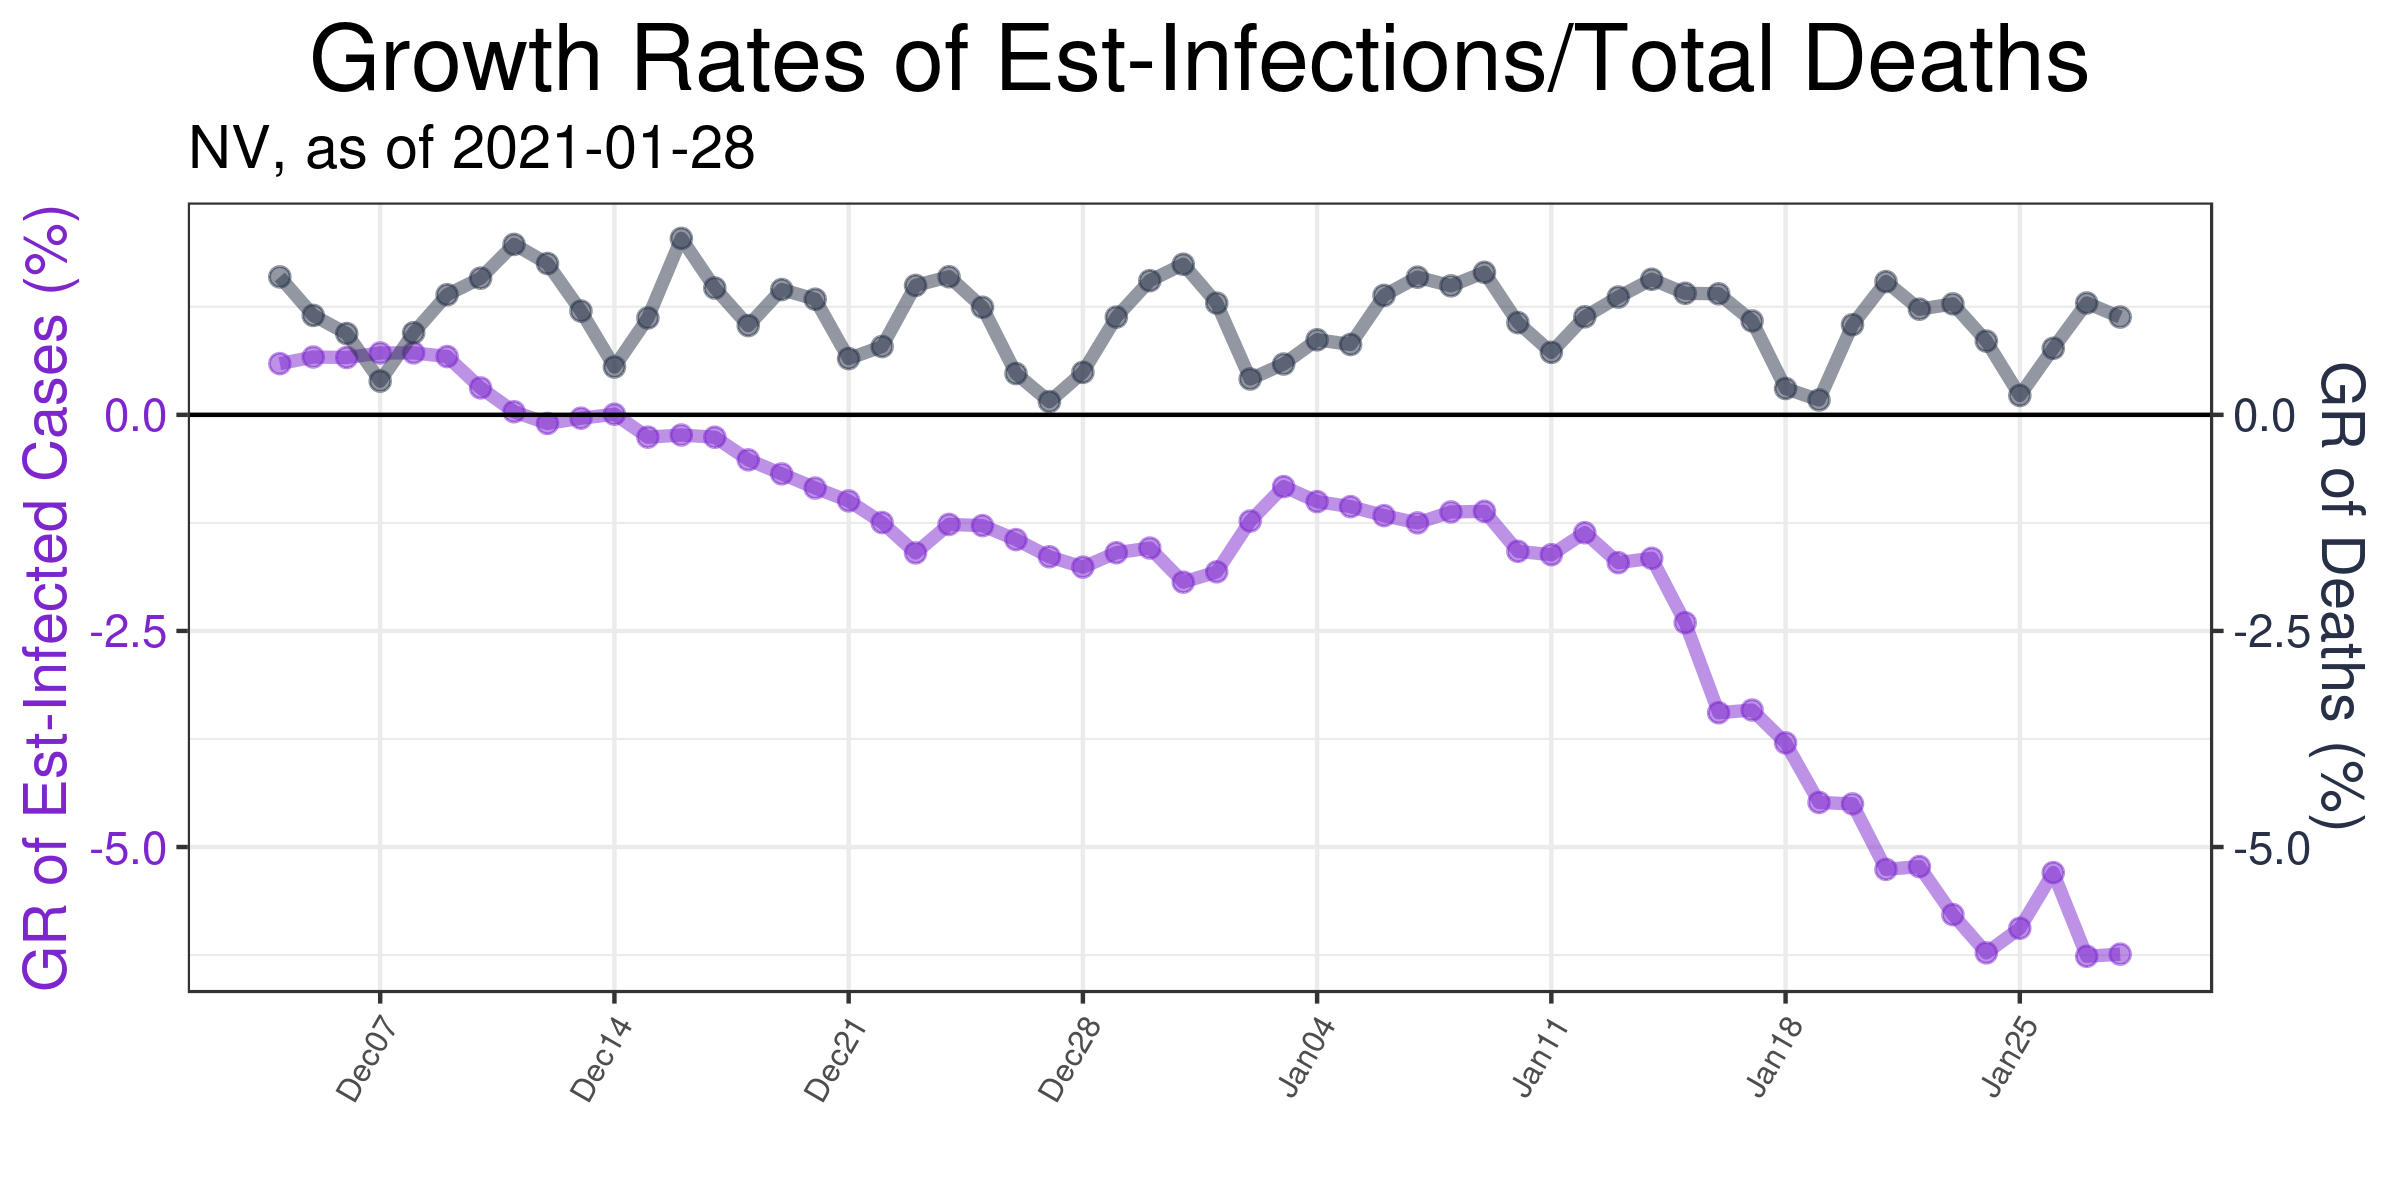 Growth Rates of Est-Infections/Total Deaths
NV, as of 2021-01-28
GR of Est-Infected Cases (%)
0.0
-2.5
-5.0
0.0
-2.5
-5.0
GR of Deaths (%)
Dec07
Dec14
Dec21
Dec28
Jan04
Jan11
Jan18
Jan25